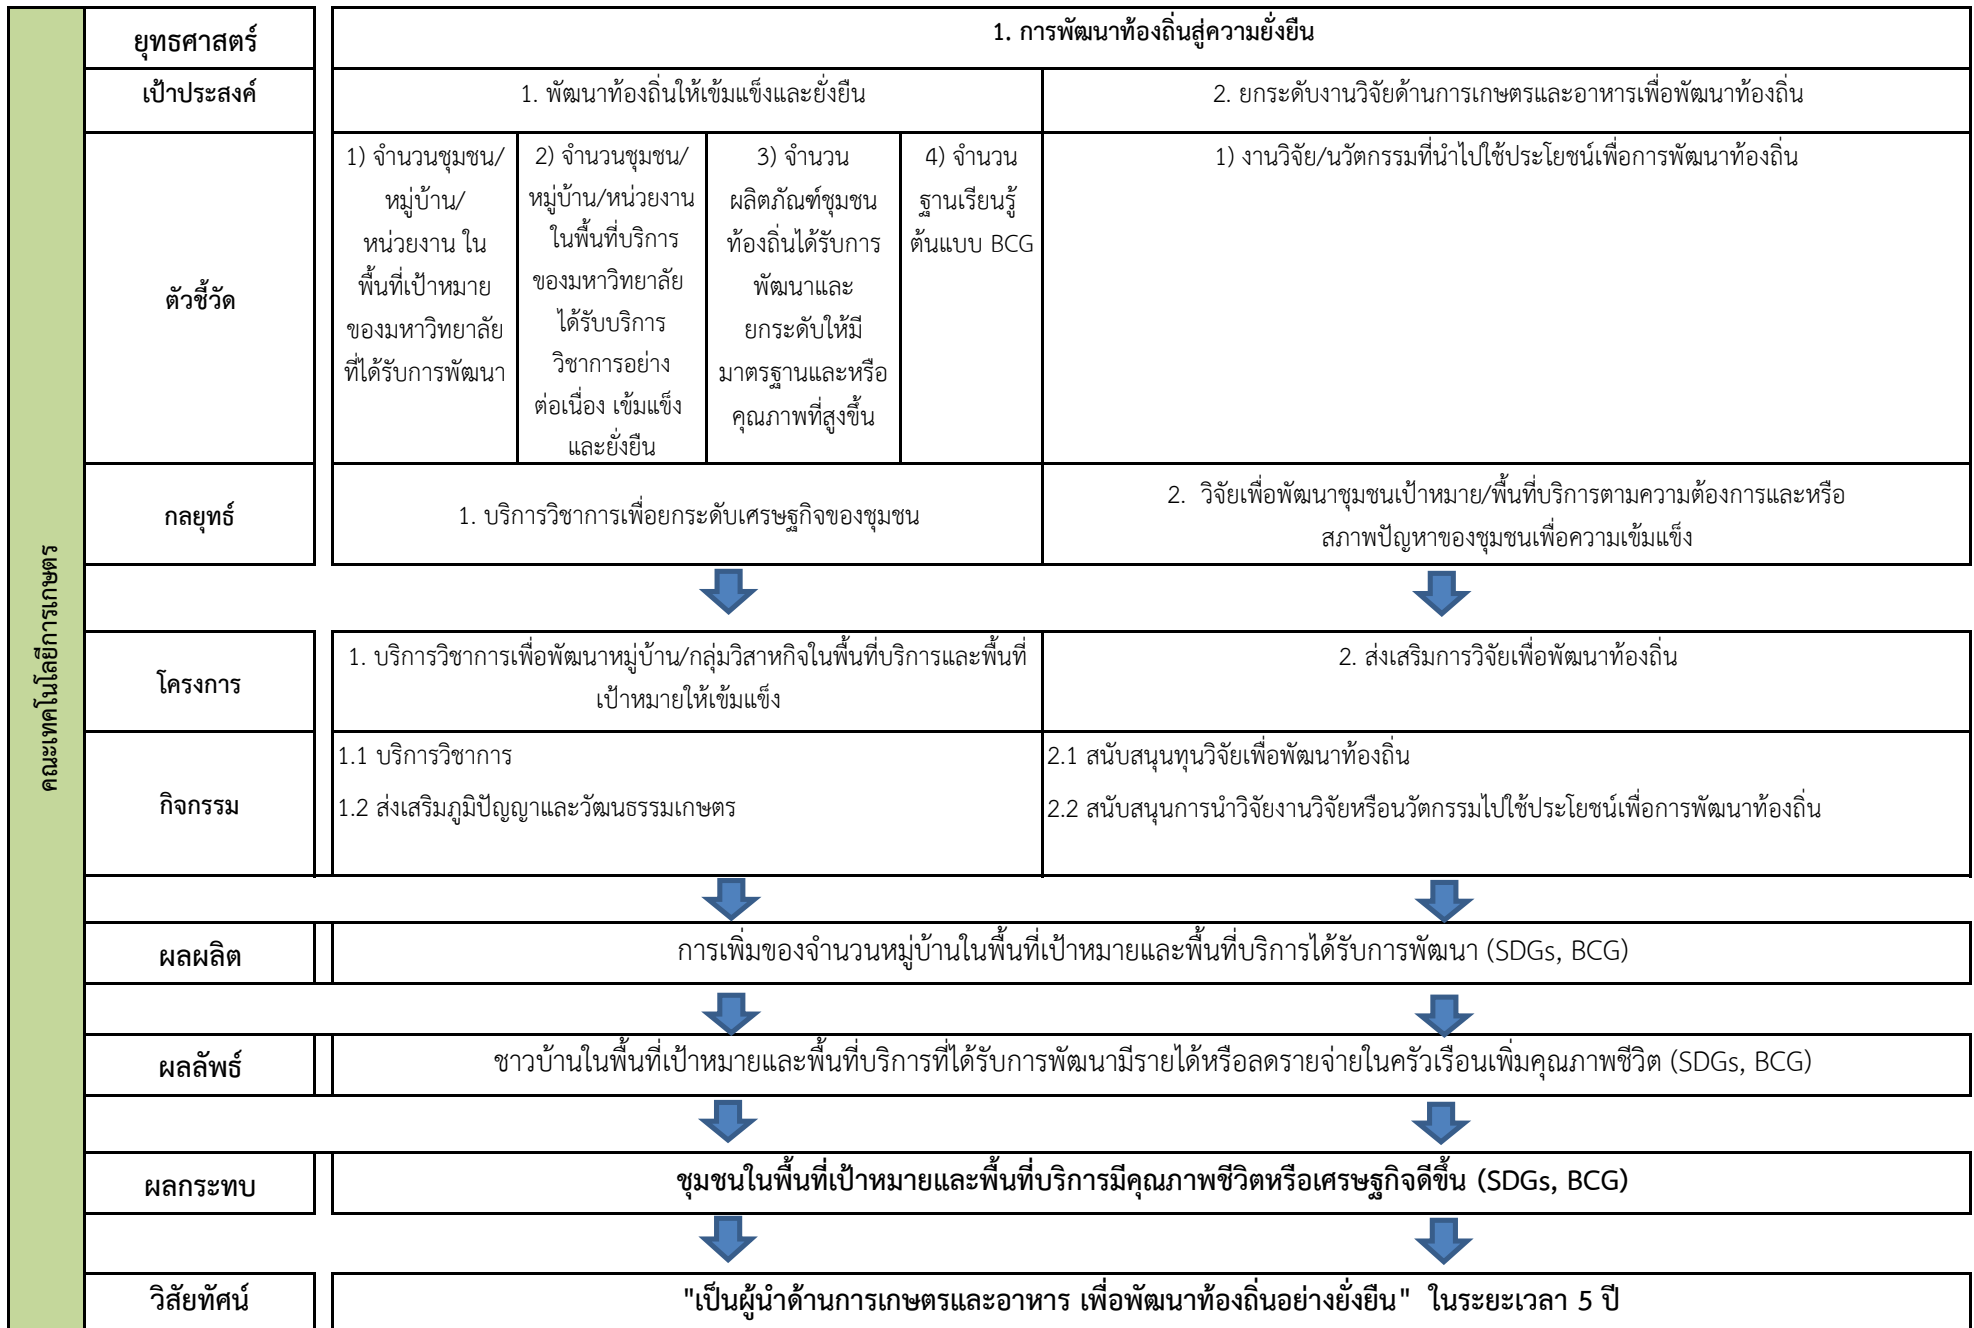 คณะเทคโนโลยีการเกษตร
ยุทธศาสตร์
1. การพัฒนาท้องถิ่นสู่ความยั่งยืน
เป้าประสงค์
1. พัฒนาท้องถิ่นให้เข้มแข็งและยั่งยืน
2. ยกระดับงานวิจัยด้านการเกษตรและอาหารเพื่อพัฒนาท้องถิ่น
ตัวชี้วัด
1) จำนวนชุมชน/
หมู่บ้าน/
หน่วยงาน ใน
พื้นที่เป้าหมาย
ของมหาวิทยาลัย
ที่ได้รับการพัฒนา
2) จำนวนชุมชน/
หมู่บ้าน/หน่วยงาน
ในพื้นที่บริการ
ของมหาวิทยาลัย
ได้รับบริการ
วิชาการอย่าง
ต่อเนื่อง เข้มแข็ง
และยั่งยืน
3) จำนวน
ผลิตภัณฑ์ชุมชน
ท้องถิ่นได้รับการ
พัฒนาและ
ยกระดับให้มี
มาตรฐานและหรือ
คุณภาพที่สูงขึ้น
4) จำนวน
ฐานเรียนรู้
ต้นแบบ BCG
1) งานวิจัย/นวัตกรรมที่นำไปใช้ประโยชน์เพื่อการพัฒนาท้องถิ่น
กลยุทธ์
1. บริการวิชาการเพื่อยกระดับเศรษฐกิจของชุมชน
2. วิจัยเพื่อพัฒนาชุมชนเป้าหมาย/พื้นที่บริการตามความต้องการและหรือ
สภาพปัญหาของชุมชนเพื่อความเข้มแข็ง
โครงการ
1. บริการวิชาการเพื่อพัฒนาหมู่บ้าน/กลุ่มวิสาหกิจในพื้นที่บริการและพื้นที่
เป้าหมายให้เข้มแข็ง
2. ส่งเสริมการวิจัยเพื่อพัฒนาท้องถิ่น
กิจกรรม
1.1 บริการวิชาการ
1.2 ส่งเสริมภูมิปัญญาและวัฒนธรรมเกษตร
2.1 สนับสนุนทุนวิจัยเพื่อพัฒนาท้องถิ่น
2.2 สนับสนุนการนำวิจัยงานวิจัยหรือนวัตกรรมไปใช้ประโยชน์เพื่อการพัฒนาท้องถิ่น
ผลผลิต
การเพิ่มของจำนวนหมู่บ้านในพื้นที่เป้าหมายและพื้นที่บริการได้รับการพัฒนา (SDGs, BCG)
ผลลัพธ์
ชาวบ้านในพื้นที่เป้าหมายและพื้นที่บริการที่ได้รับการพัฒนามีรายได้หรือลดรายจ่ายในครัวเรือนเพิ่มคุณภาพชีวิต (SDGs, BCG)
ผลกระทบ
ชุมชนในพื้นที่เป้าหมายและพื้นที่บริการมีคุณภาพชีวิตหรือเศรษฐกิจดีขึ้น (SDGs, BCG)
วิสัยทัศน์
"เป็นผู้นำด้านการเกษตรและอาหาร เพื่อพัฒนาท้องถิ่นอย่างยั่งยืน" ในระยะเวลา 5 ปี